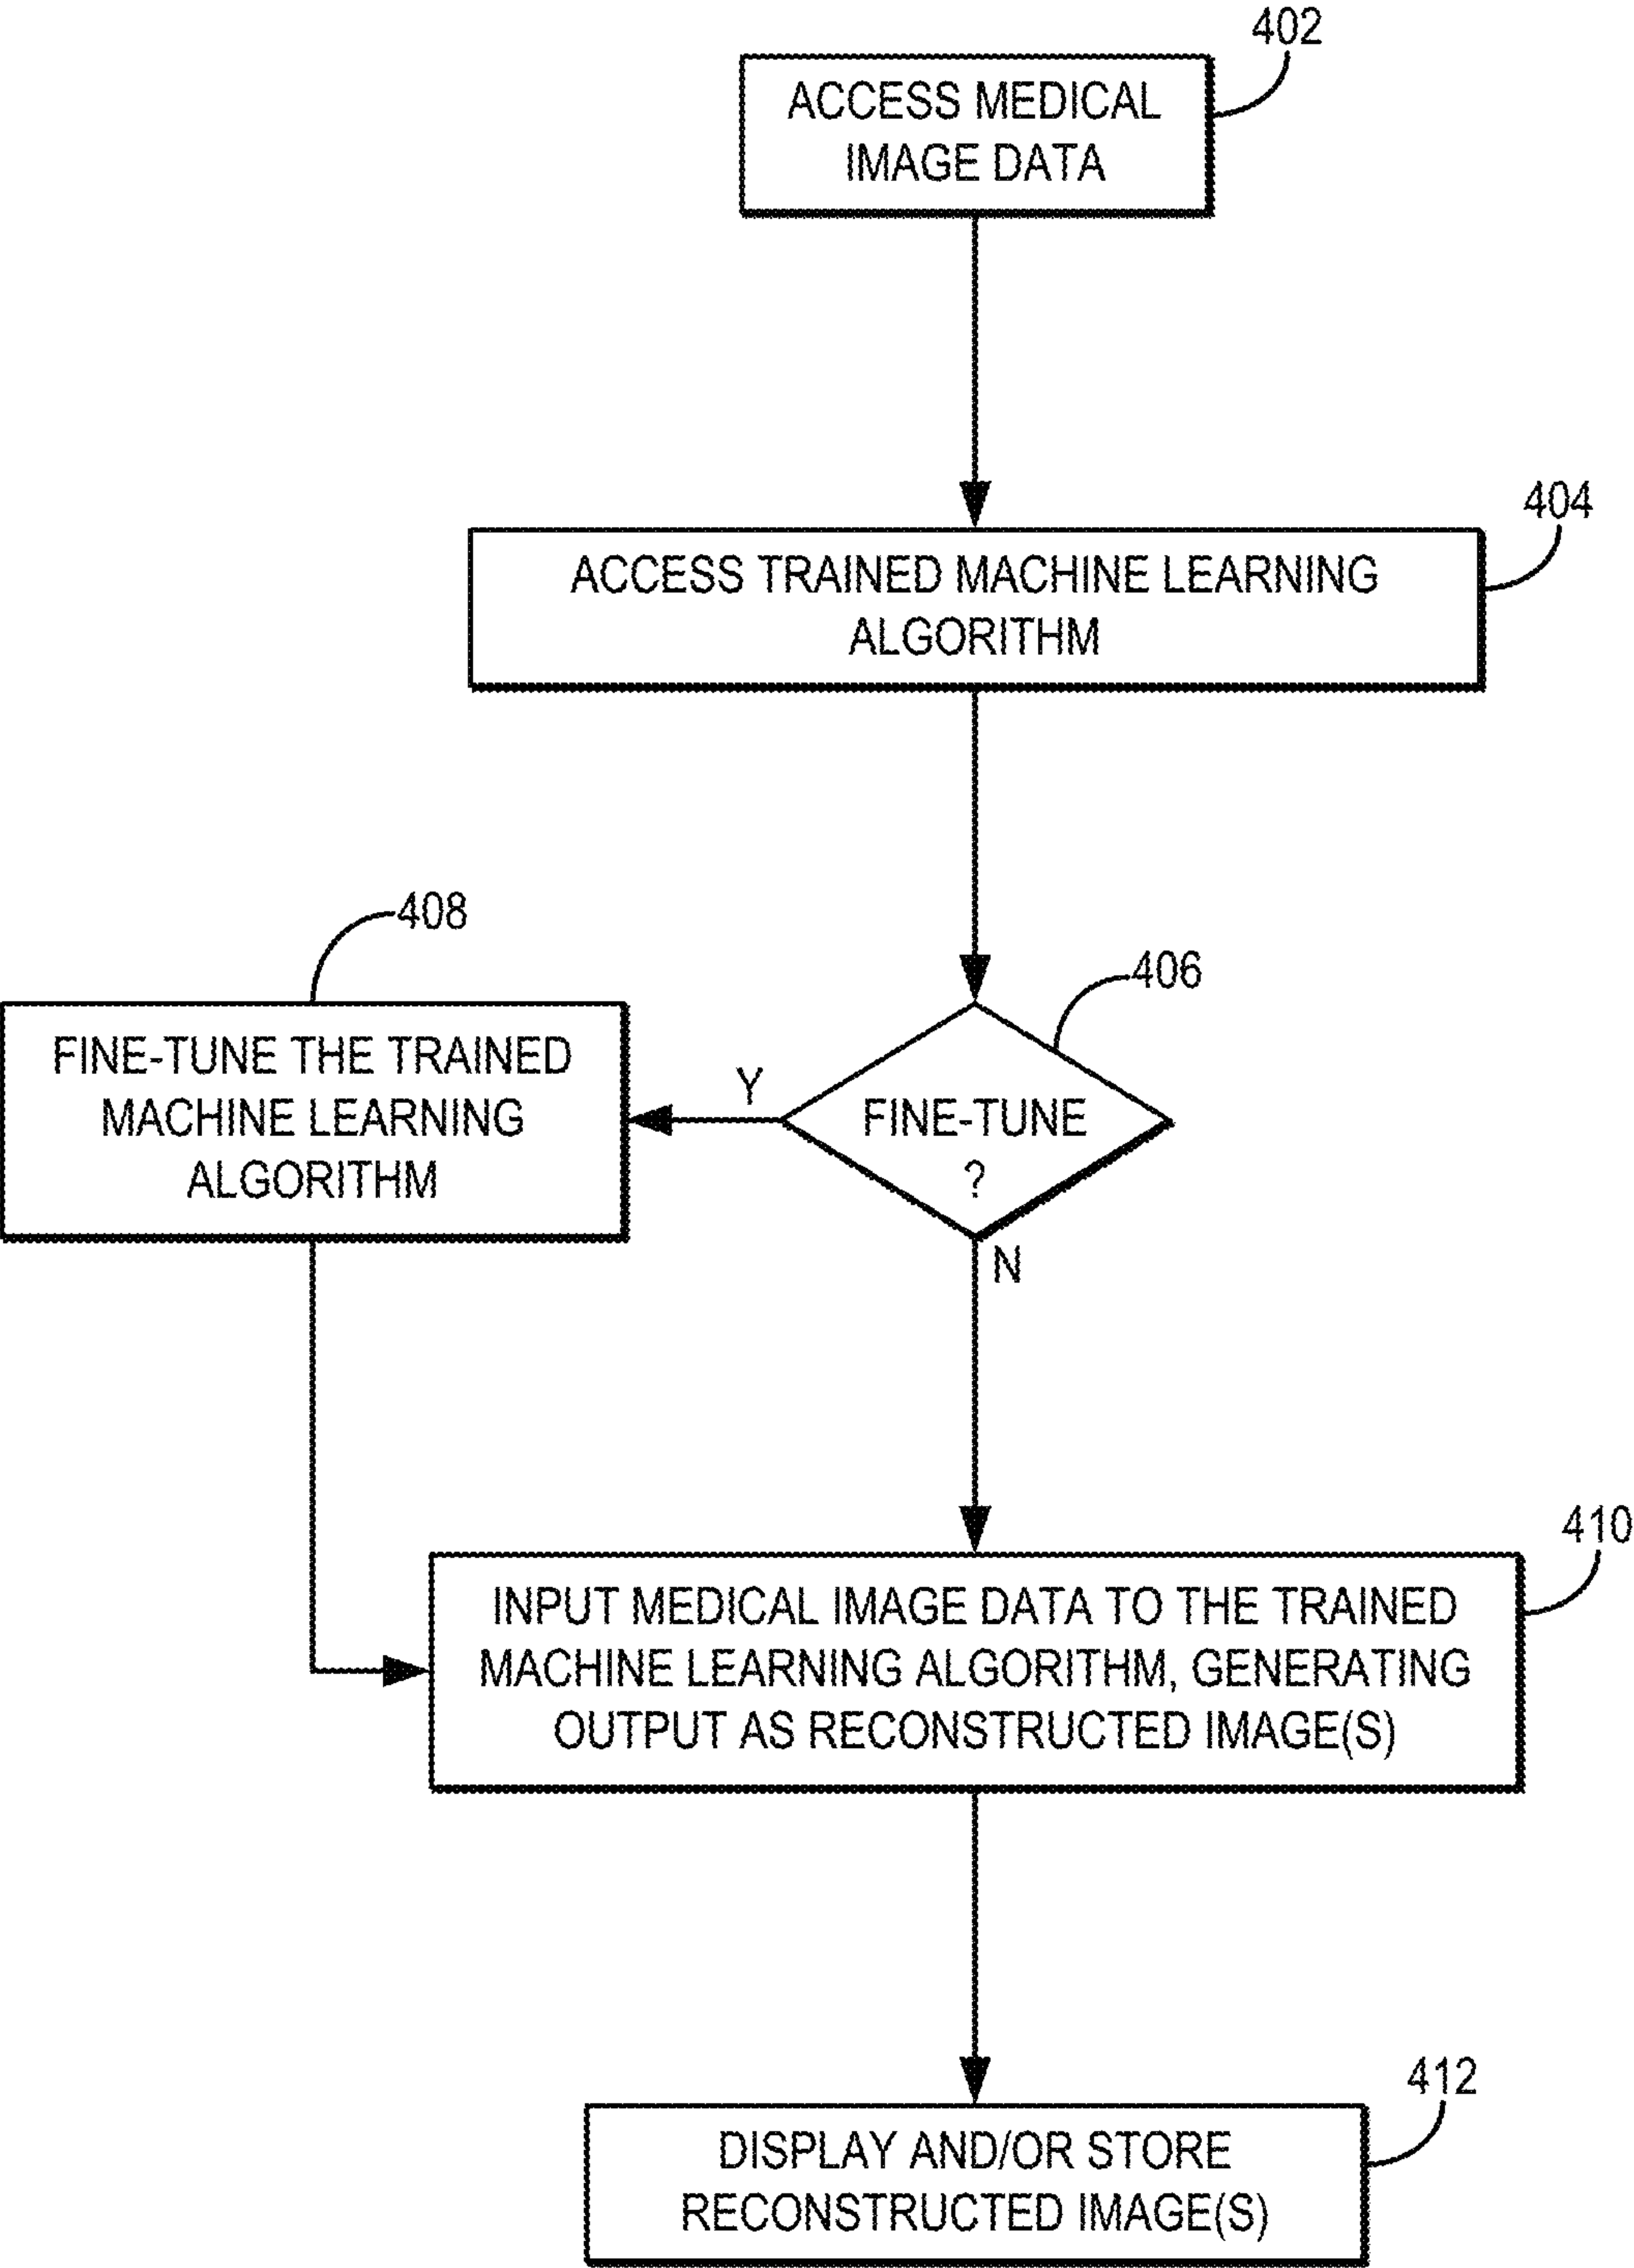 402
ACCESS MEDICAL
IMAGE DATA
404
ACCESS TRAINED MACHINE LEARNING
ALGORITHM
408
406
FINE-TUNE THE TRAINED
MACHINE LEARNING
ALGORITHM
Y
FINE-TUNE
?
N
410
INPUT MEDICAL IMAGE DATA TO THE TRAINED
MACHINE LEARNING ALGORITHM, GENERATING
OUTPUT AS RECONSTRUCTED IMAGE(S)
412
DISPLAY AND/OR STORE
RECONSTRUCTED IMAGE(S)